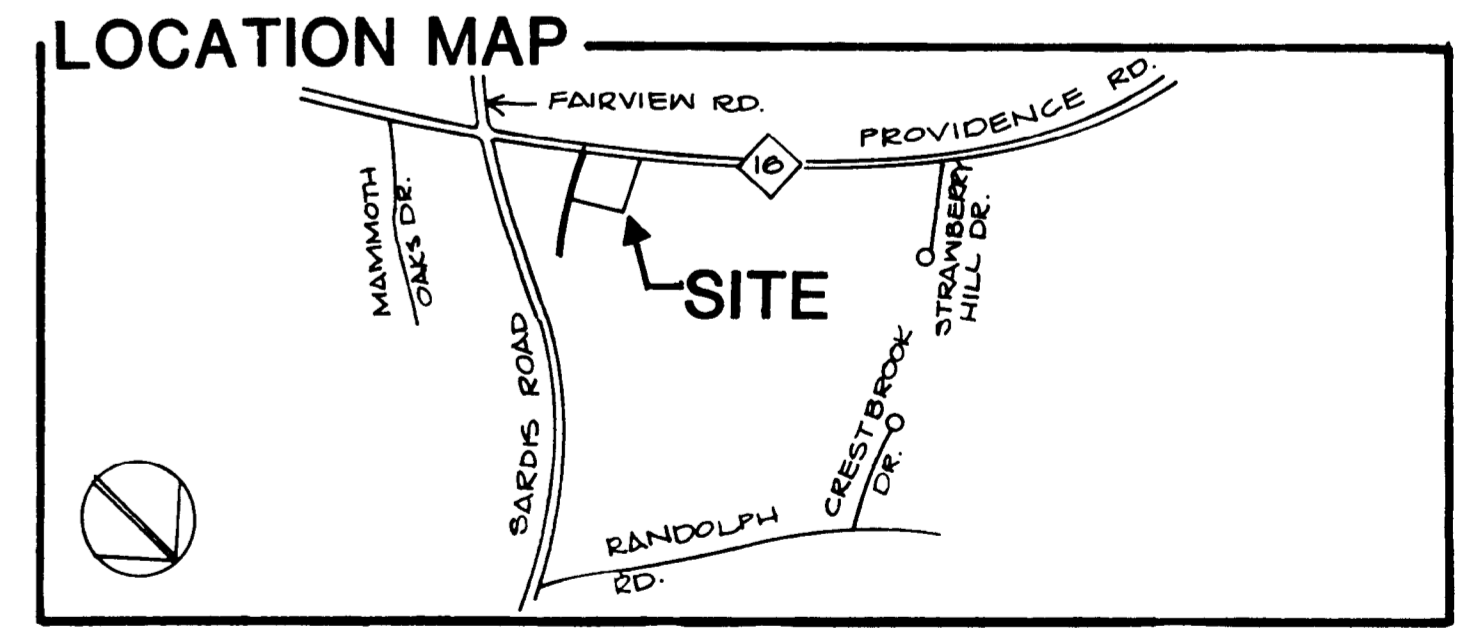 LOCATION MAP
FAIRVIEW RD.
PROVIDENCE RD.
16
MAMMOTH
OAKS DR.
STRAWBERRY
HILL DR.
SITE
SARDIS ROAD
CRESTBROOK
DR.
RANDOLPH
RD.